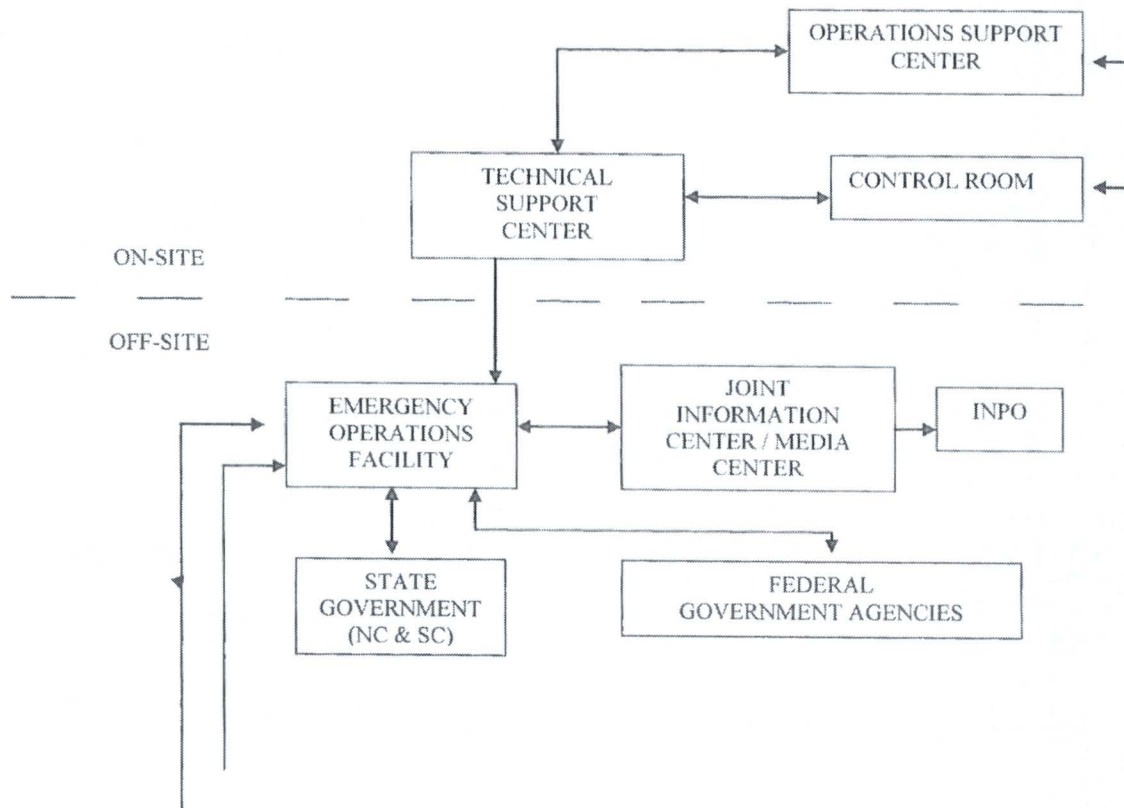 OPERATIONS SUPPORT
CENTER
TECHNICAL
SUPPORT
CENTER
CONTROL ROOM
ON-SITE
OFF-SITE
EMERGENCY
OPERATIONS
FACILITY
JOINT
INFORMATION
CENTER / MEDIA
CENTER
INPO
STATE
GOVERNMENT
(NC & SC)
FEDERAL
GOVERNMENT AGENCIES